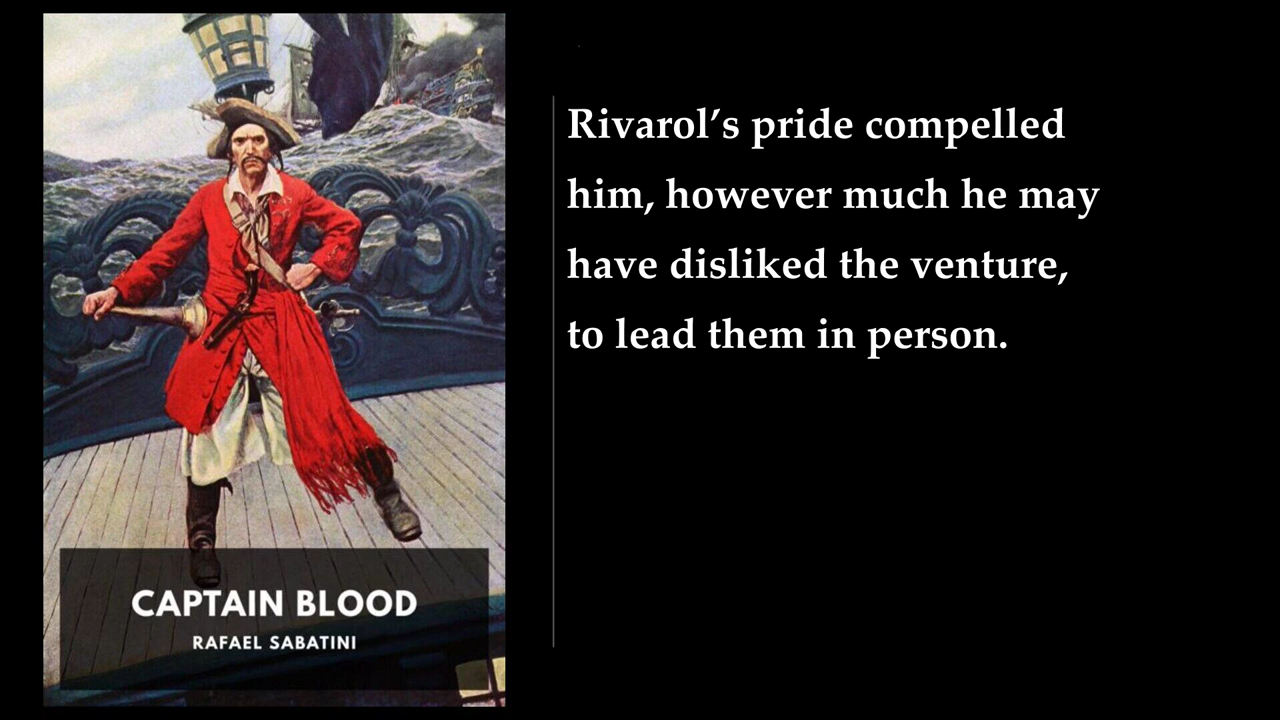 Rivarol’s pride compelled
him, however much he may
have disliked the venture,
to lead them in person.
CAPTAIN BLOOD
RAFAEL SABATINI